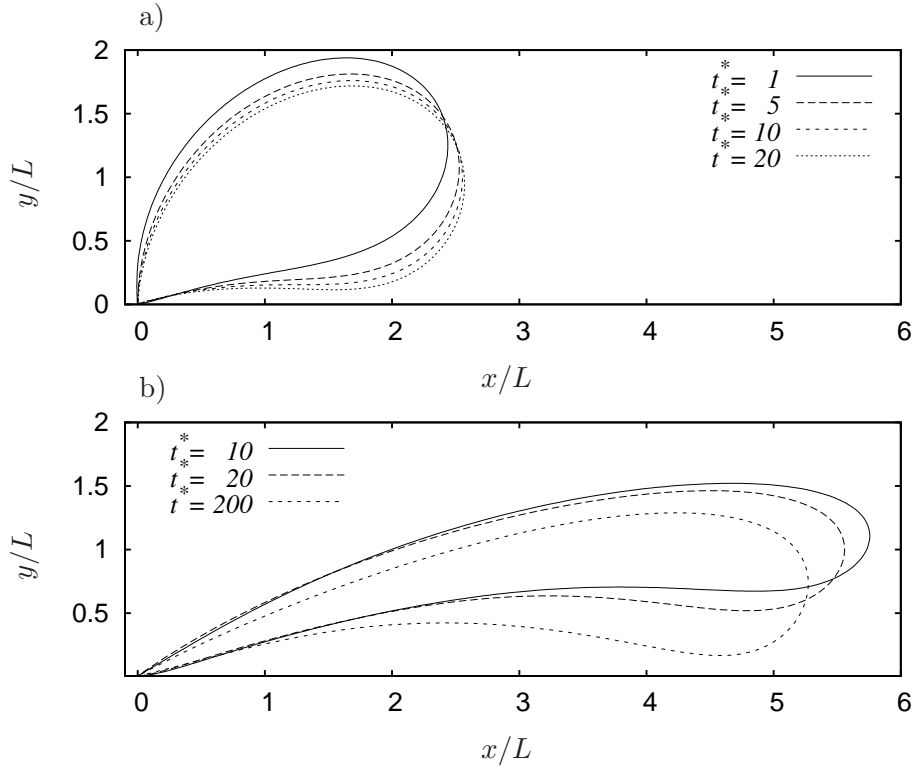 a)
2
1.5
1
0.5
0
y/L
t*= 1
t*= 5
t*= 10
t*= 20
0 1 2 3 4 5 6
x/L
b)
2
1.5
1
0.5
y/L
t*= 10
t*= 20
t*= 200
0 1 2 3 4 5 6
x/L